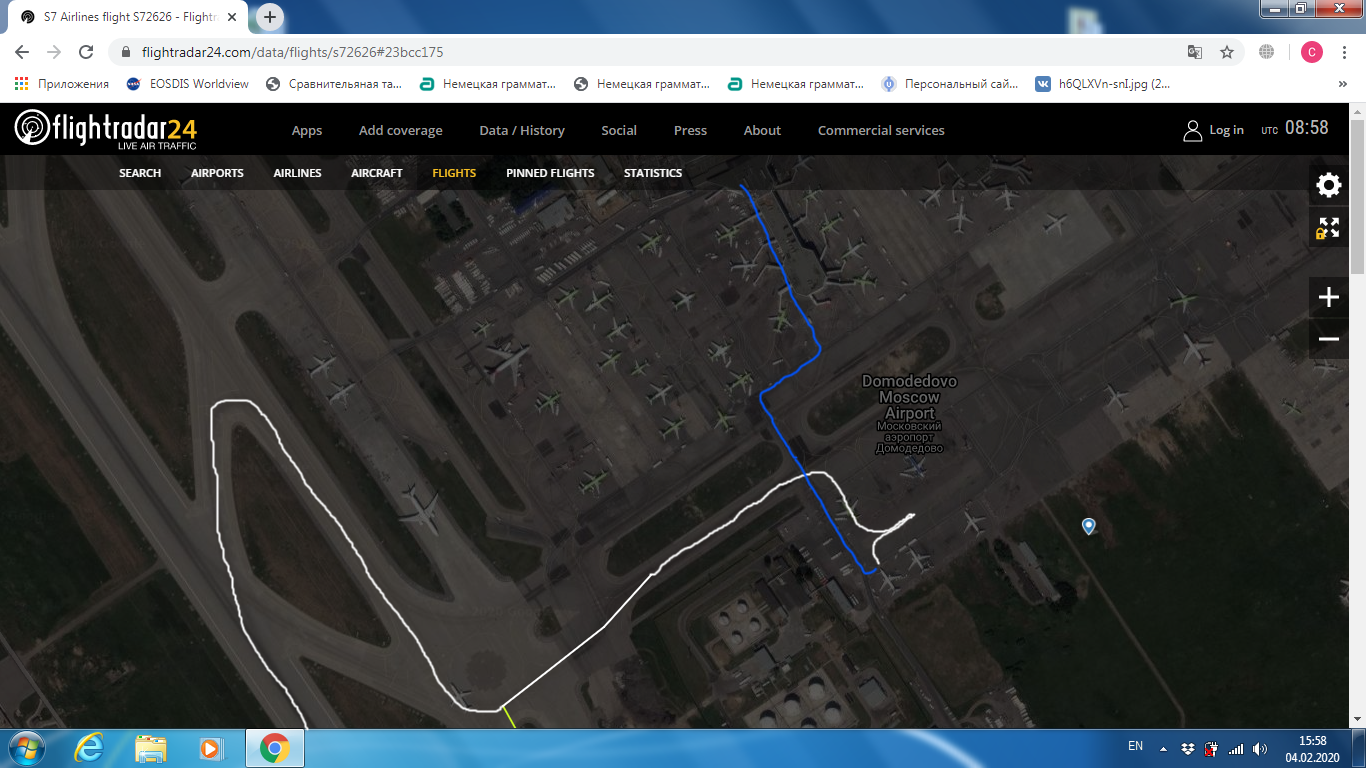 S7 Airlines flight S72626 - Flightr
flightradar24.com/data/flights/s72626#23bcc175
C
Приложения
EOSDIS Worldview
Сравнительная та...
Немецкая граммат...
Немецкая граммат...
Немецкая граммат...
Персональный сай...
h6QLXVn-snI.jpg (2...
»
flightradar24
LIVE AIR TRAFFIC
Apps
Add coverage
Data / History
Social
Press
About
Commercial services
Log in
UTC 08:58
SEARCH
AIRPORTS
AIRLINES
AIRCRAFT
FLIGHTS
PINNED FLIGHTS
STATISTICS
Domodedovo
Moscow
Airport
Московский
аэропорт
Домодедово
EN
15:58
04.02.2020